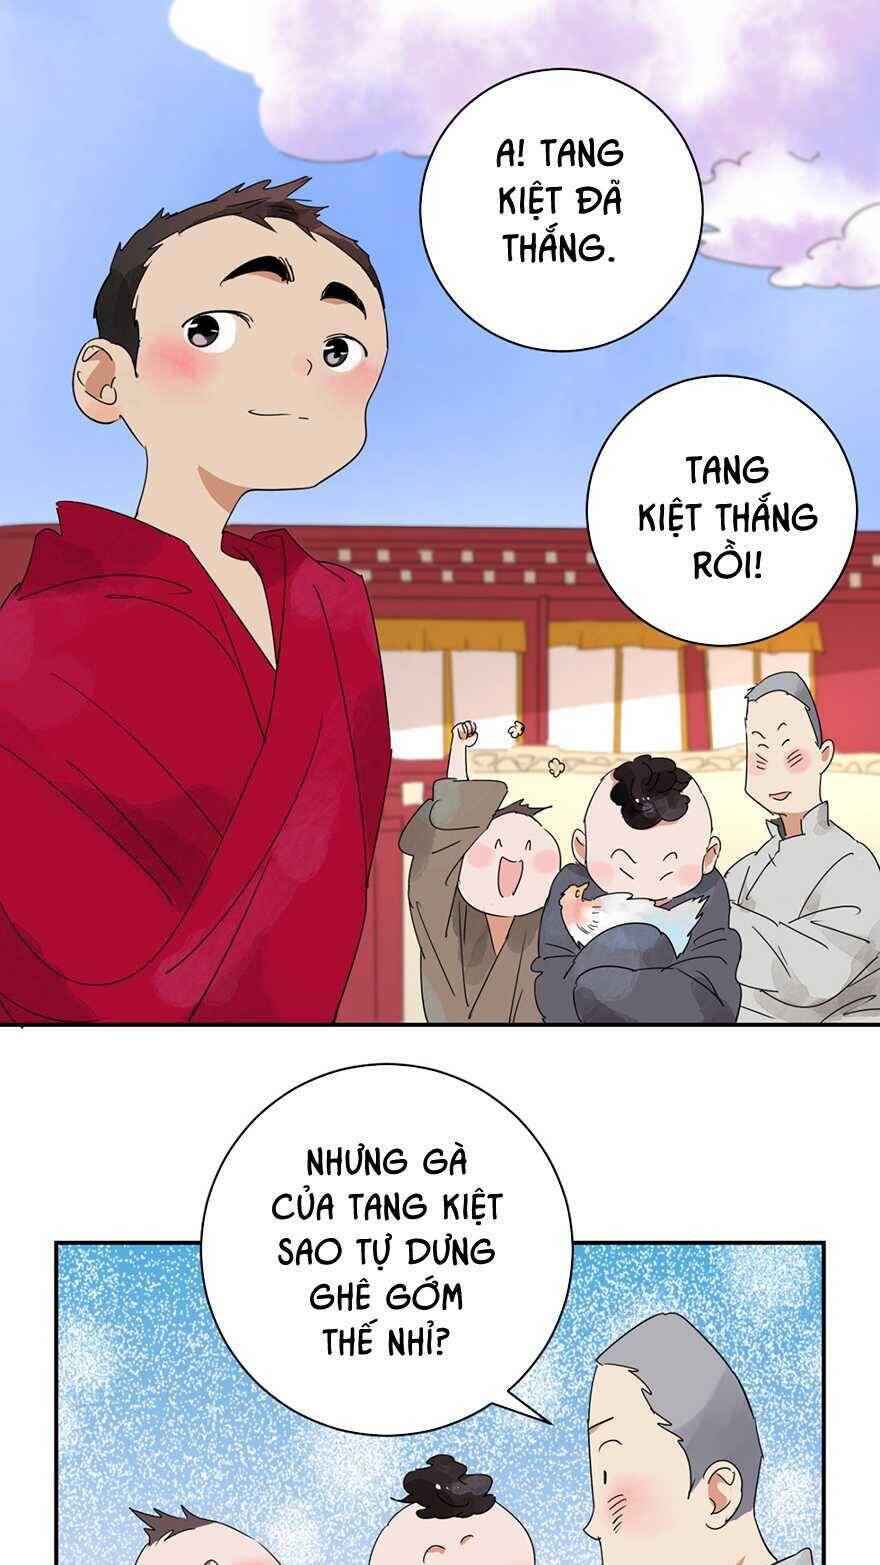 A! TANG
KIỆT ĐÃ
THẮNG.
TANG
KIỆT THẮNG
RỒI!
NHƯNG GÀ
CỦA TANG KIỆT
SAO TỰ DƯNG
GHÊ GỚM
THẾ NHỈ?